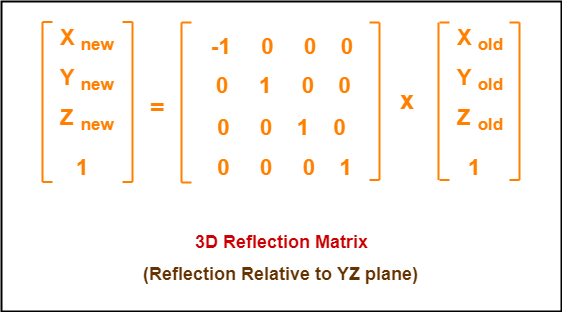 X new -1 0 0 0 X old
Y new 0 1 0 0 Y old
= x
Z new 0 0 1 0 Z old
1 0 0 0 1 1
3D Reflection Matrix
(Reflection Relative to YZ plane)